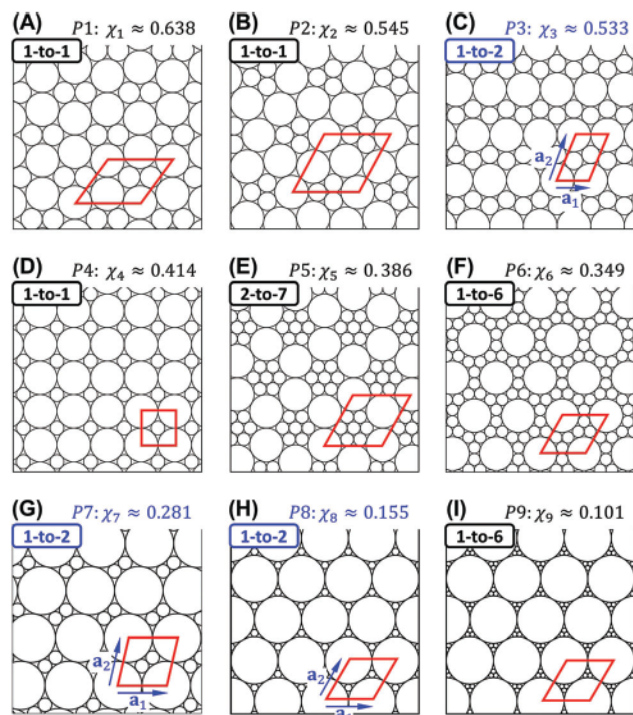 (A) P1: χ₁ ≈ 0.638
1-to-1
(B) P2: χ₂ ≈ 0.545
1-to-1
(C) P3: χ₃ ≈ 0.533
1-to-2
a₂
a₁
(D) P4: χ₄ ≈ 0.414
1-to-1
(E) P5: χ₅ ≈ 0.386
2-to-7
(F) P6: χ₆ ≈ 0.349
1-to-6
(G) P7: χ₇ ≈ 0.281
1-to-2
a₂
a₁
(H) P8: χ₈ ≈ 0.155
1-to-2
a₂
(I) P9: χ₉ ≈ 0.101
1-to-6